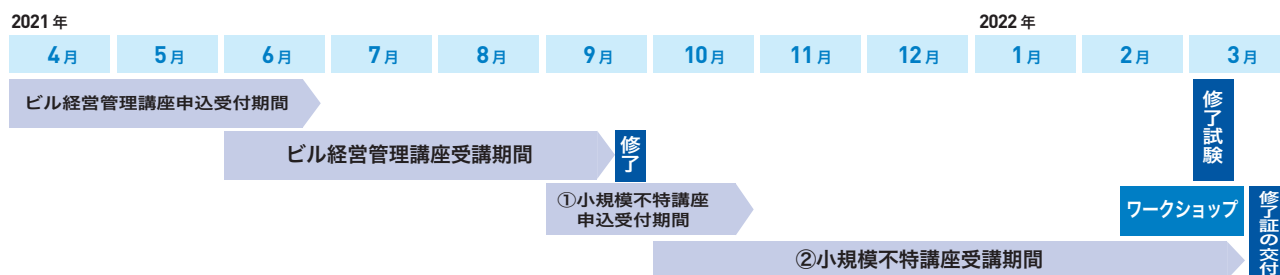 2021年
2022年
4月
5月
6月
7月
8月
9月
10月
11月
12月
1月
2月
3月
ビル経営管理講座申込受付期間
修了試験
ビル経営管理講座受講期間
修了
①小規模不特講座
申込受付期間
ワークショップ
修了証の交付
②小規模不特講座受講期間